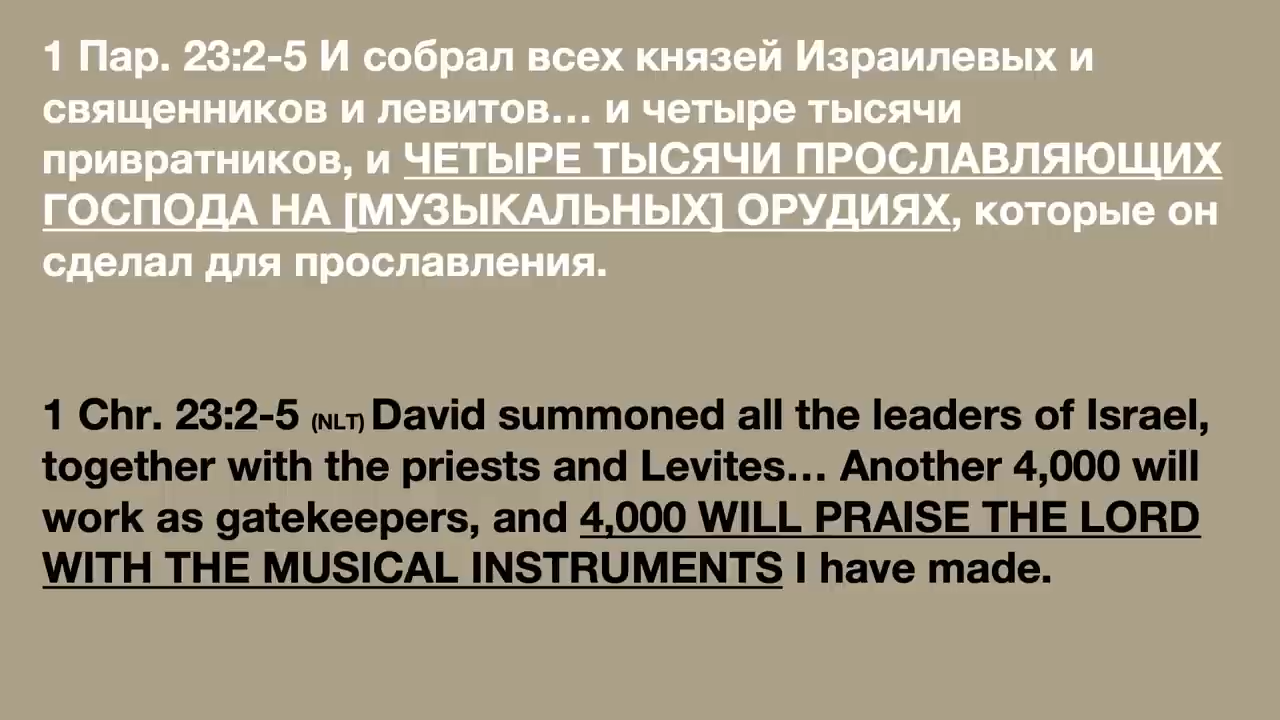 1 Пар. 23:2-5 И собрал всех князей Израилевых и
священников и левитов... и четыре тысячи
привратников, и ЧЕТЫРЕ ТЫСЯЧИ ПРОСЛАВЛЯЮЩИХ
ГОСПОДА НА [МУЗЫКАЛЬНЫХ] ОРУДИЯХ, которые он
сделал для прославления.
1 Chr. 23:2-5 (NLT) David summoned all the leaders of Israel,
together with the priests and Levites... Another 4,000 will
work as gatekeepers, and 4,000 WILL PRAISE THE LORD
WITH THE MUSICAL INSTRUMENTS I have made.